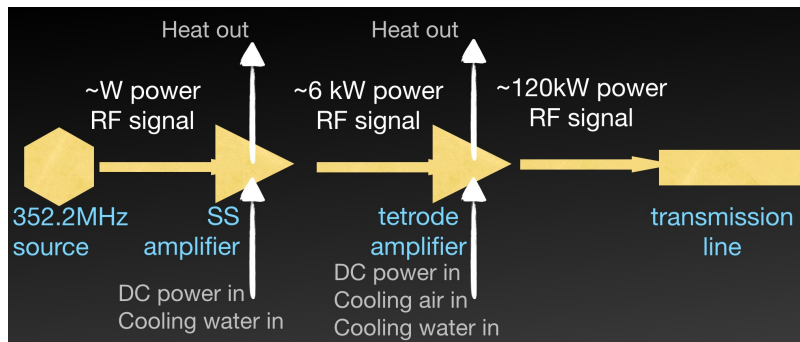 Heat out
Heat out
~W power
RF signal
~6 kW power
RF signal
~120kW power
RF signal
352.2MHz
source
SS
amplifier
tetrode
amplifier
transmission
line
DC power in
Cooling water in
DC power in
Cooling air in
Cooling water in